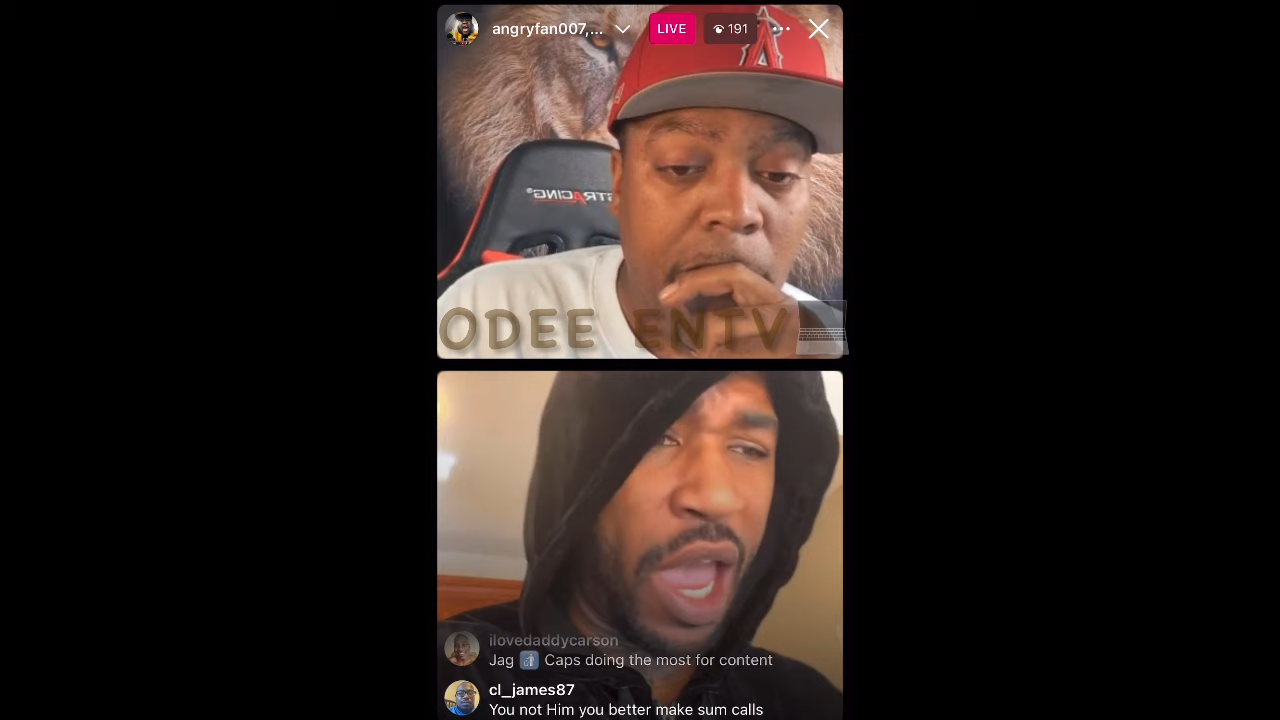 angryfan007,...
LIVE
191
GTRACING®
ODEE ENTV
ilovedaddycarson
Jag 🚮 Caps doing the most for content
cl_james87
You not Him you better make sum calls